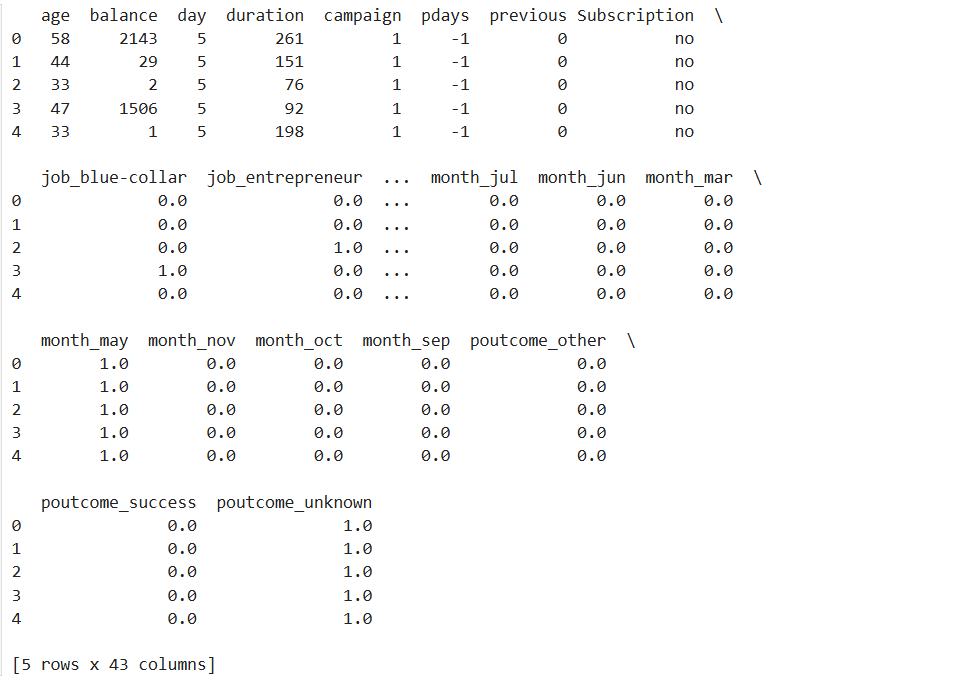 age  balance  day  duration  campaign  pdays  previous Subscription  \
0   58     2143    5       261         1     -1         0           no
1   44       29    5       151         1     -1         0           no
2   33        2    5        76         1     -1         0           no
3   47     1506    5        92         1     -1         0           no
4   33        1    5       198         1     -1         0           no

   job_blue-collar  job_entrepreneur  ...  month_jul  month_jun  month_mar  \
0              0.0               0.0  ...        0.0        0.0        0.0
1              0.0               0.0  ...        0.0        0.0        0.0
2              0.0               1.0  ...        0.0        0.0        0.0
3              1.0               0.0  ...        0.0        0.0        0.0
4              0.0               0.0  ...        0.0        0.0        0.0

   month_may  month_nov  month_oct  month_sep  poutcome_other  \
0        1.0        0.0        0.0        0.0             0.0
1        1.0        0.0        0.0        0.0             0.0
2        1.0        0.0        0.0        0.0             0.0
3        1.0        0.0        0.0        0.0             0.0
4        1.0        0.0        0.0        0.0             0.0

   poutcome_success  poutcome_unknown
0               0.0               1.0
1               0.0               1.0
2               0.0               1.0
3               0.0               1.0
4               0.0               1.0

[5 rows x 43 columns]